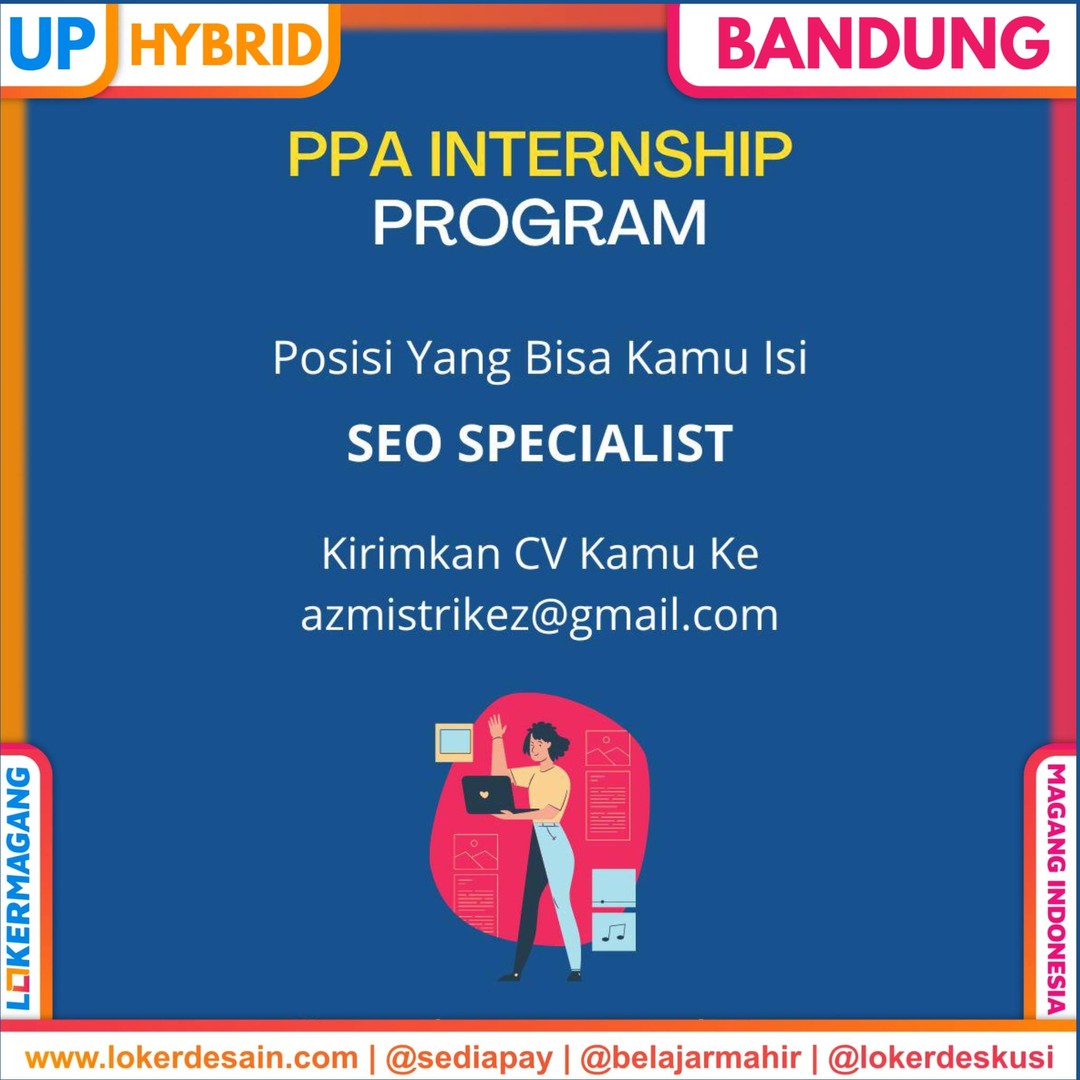 UP HYBRID
BANDUNG
PPA INTERNSHIP
PROGRAM
Posisi Yang Bisa Kamu Isi
SEO SPECIALIST
Kirimkan CV Kamu Ke
azmistrikez@gmail.com
LOKERMAGANG
MAGANG INDONESIA
www.lokerdesain.com | @sediapay | @belajarmahir | @lokerdeskusi